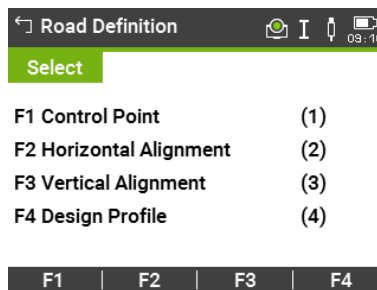 Road Definition
Select
F1 Control Point (1)
F2 Horizontal Alignment (2)
F3 Vertical Alignment (3)
F4 Design Profile (4)
F1 F2 F3 F4